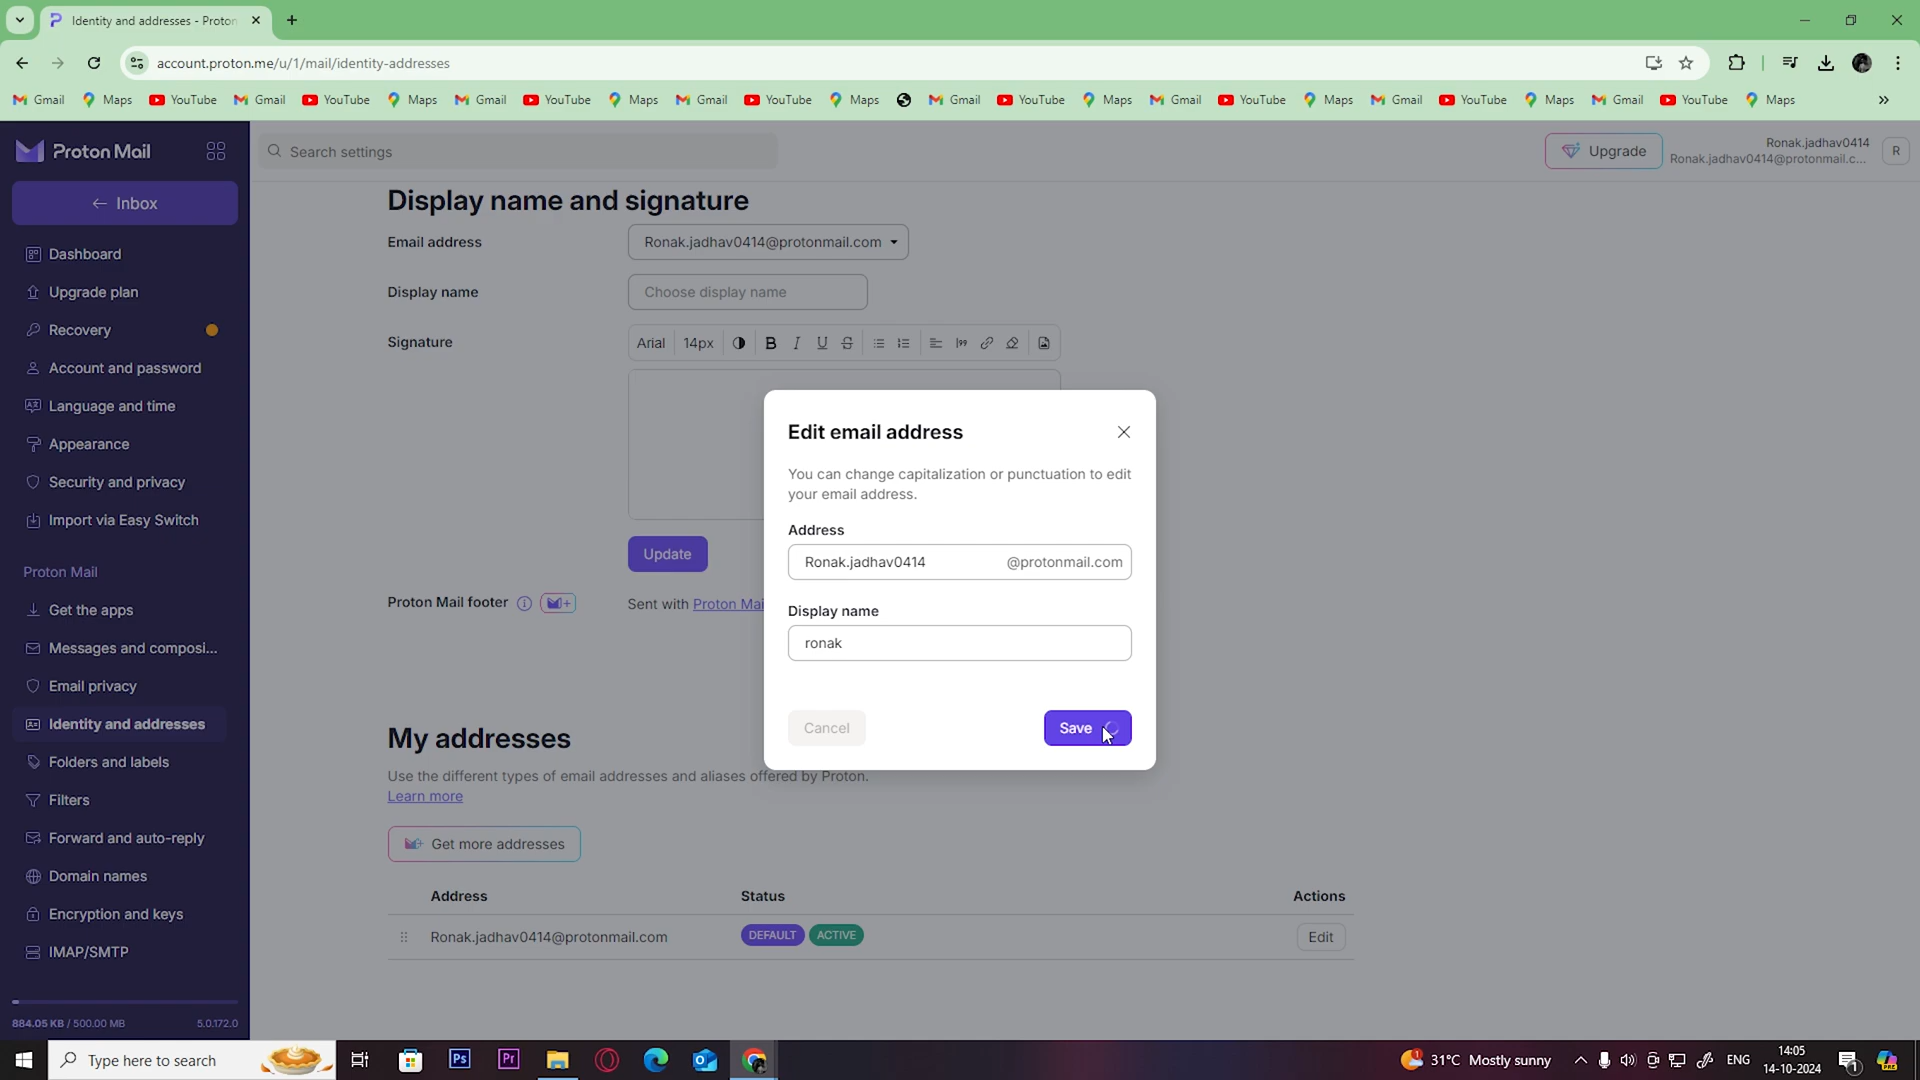 Identity and addresses - Proton
account.proton.me/u/1/mail/identity-addresses
Gmail Maps YouTube Gmail YouTube Maps Gmail YouTube Maps Gmail YouTube Maps Gmail YouTube Maps Gmail YouTube Maps Gmail YouTube Maps Gmail YouTube Maps
Proton Mail
Search settings
Upgrade
Ronak.jadhav0414
Ronak.jadhav0414@protonmail.c...
R
← Inbox
Dashboard
Upgrade plan
Recovery
Account and password
Language and time
Appearance
Security and privacy
Import via Easy Switch
Proton Mail
Get the apps
Messages and composi...
Email privacy
Identity and addresses
Folders and labels
Filters
Forward and auto-reply
Domain names
Encryption and keys
IMAP/SMTP
884.05 KB / 500.00 MB 5.0.172.0
Display name and signature
Email address Ronak.jadhav0414@protonmail.com
Display name Choose display name
Signature Arial 14px B I U S
Update
Proton Mail footer Sent with Proton Mai
Edit email address
You can change capitalization or punctuation to edit
your email address.
Address
Ronak.jadhav0414 @protonmail.com
Display name
ronak
Cancel Save
My addresses
Use the different types of email addresses and aliases offered by Proton.
Learn more
Get more addresses
Address Status Actions
Ronak.jadhav0414@protonmail.com DEFAULT ACTIVE Edit
Type here to search
Ps Pr
31°C Mostly sunny
ENG
14:05
14-10-2024
1